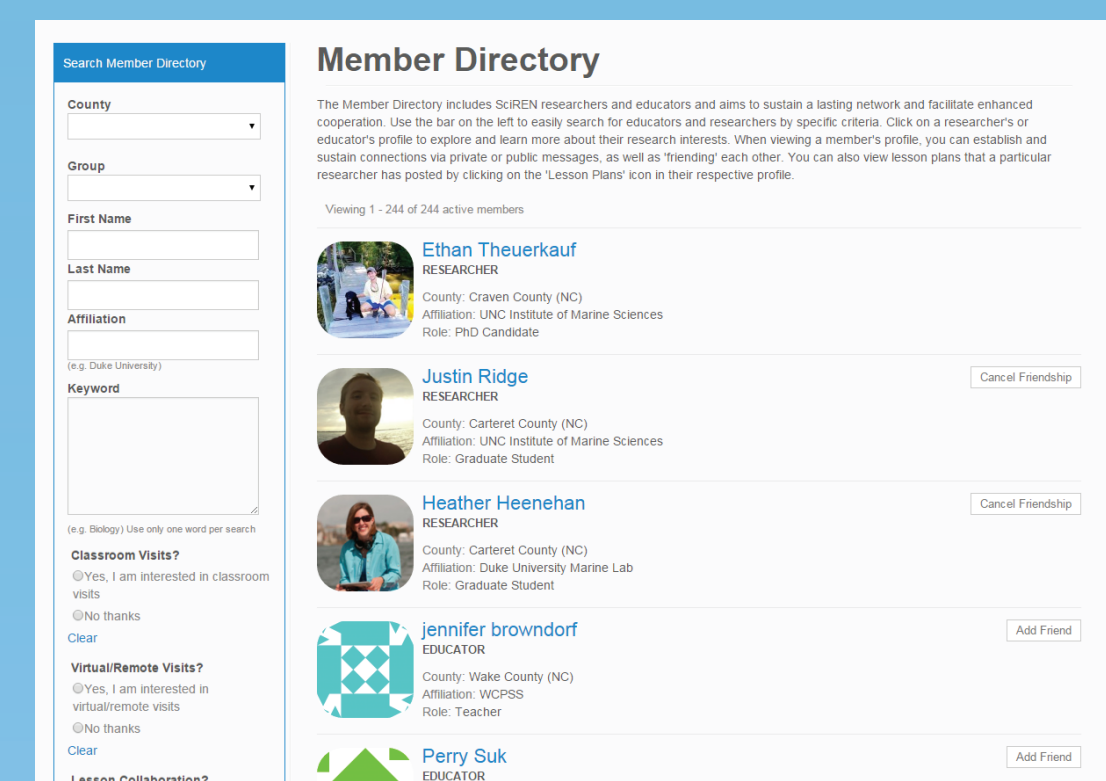 Search Member Directory
County
Group
First Name
Last Name
Affiliation
(e.g. Duke University)
Keyword
(e.g. Biology) Use only one word per search
Classroom Visits?
Yes, I am interested in classroom
visits
No thanks
Clear
Virtual/Remote Visits?
Yes, I am interested in
virtual/remote visits
No thanks
Clear
Lesson Collaboration?
Member Directory
The Member Directory includes SciREN researchers and educators and aims to sustain a lasting network and facilitate enhanced
cooperation. Use the bar on the left to easily search for educators and researchers by specific criteria. Click on a researcher's or
educator's profile to explore and learn more about their research interests. When viewing a member's profile, you can establish and
sustain connections via private or public messages, as well as 'friending' each other. You can also view lesson plans that a particular
researcher has posted by clicking on the 'Lesson Plans' icon in their respective profile.
Viewing 1 - 244 of 244 active members
Ethan Theuerkauf
RESEARCHER
County: Craven County (NC)
Affiliation: UNC Institute of Marine Sciences
Role: PhD Candidate
Justin Ridge
Cancel Friendship
RESEARCHER
County: Carteret County (NC)
Affiliation: UNC Institute of Marine Sciences
Role: Graduate Student
Heather Heenehan
Cancel Friendship
RESEARCHER
County: Carteret County (NC)
Affiliation: Duke University Marine Lab
Role: Graduate Student
jennifer browndorf
Add Friend
EDUCATOR
County: Wake County (NC)
Affiliation: WCPSS
Role: Teacher
Perry Suk
Add Friend
EDUCATOR